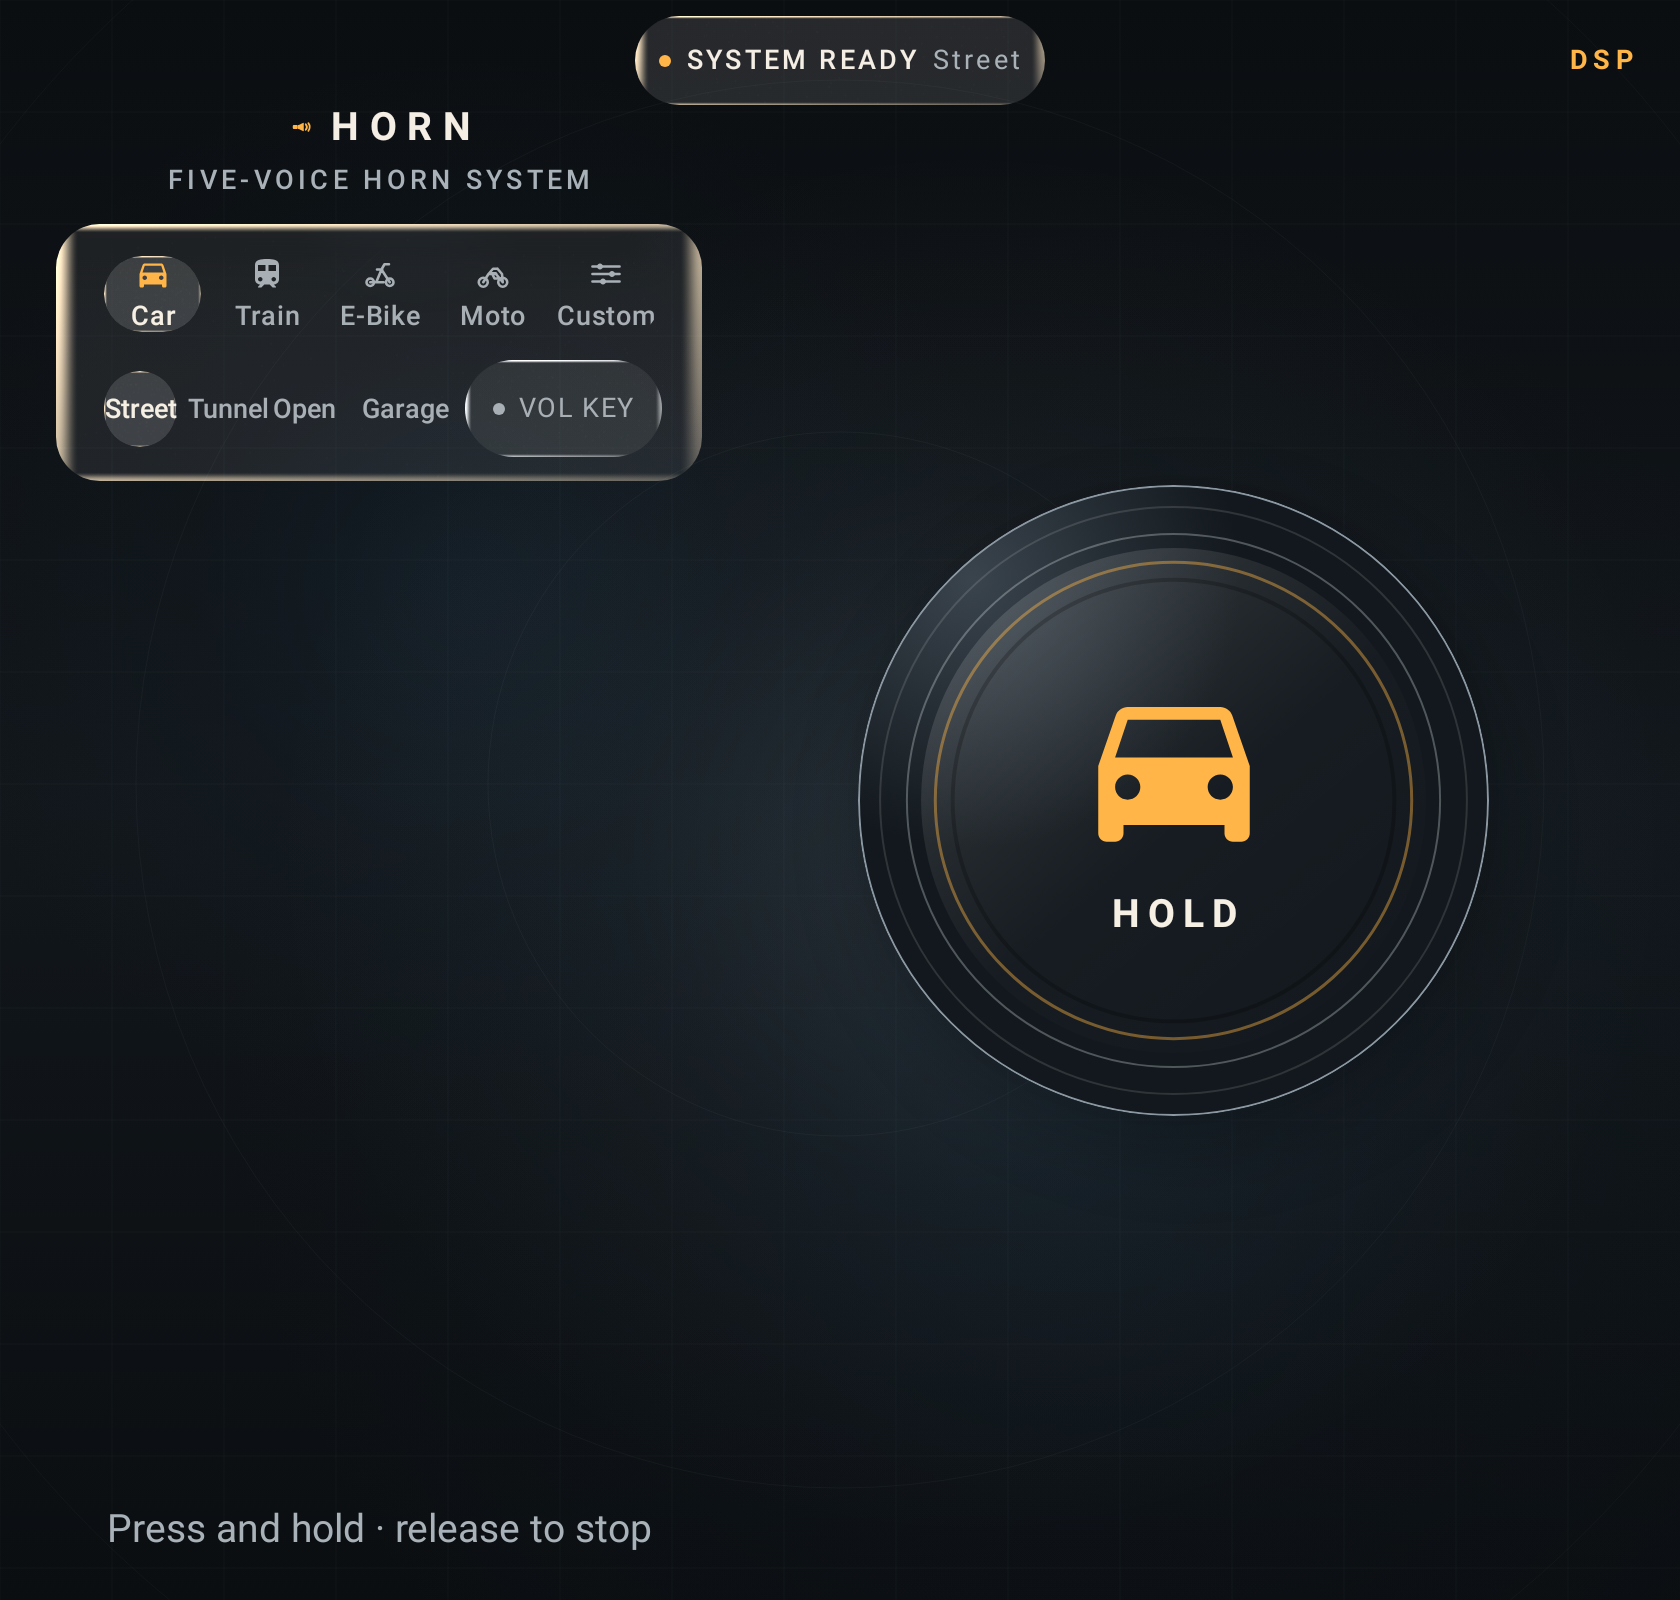 SYSTEM READY Street
DSP
HORN
FIVE-VOICE HORN SYSTEM
Car Train E-Bike Moto Custom
Street Tunnel Open Garage VOL KEY
HOLD
Press and hold · release to stop